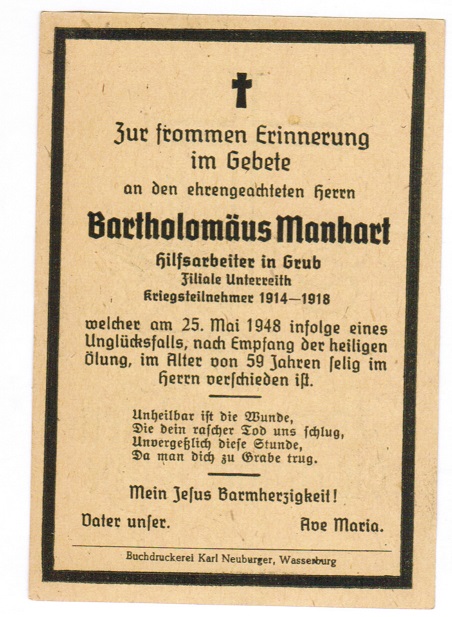 Zur frommen Erinnerung
im Gebete
an den ehrengeachteten Herrn
Bartholomäus Manhart
Hilfsarbeiter in Grub
Filiale Unterreith
Kriegsteilnehmer 1914—1918
welcher am 25. Mai 1948 infolge eines
Unglücksfalls, nach Empfang der heiligen
Ölung, im Alter von 59 Jahren selig im
Herrn verschieden ist.
Unheilbar ist die Wunde,
Die dein rascher Tod uns schlug,
Unvergeßlich diese Stunde,
Da man dich zu Grabe trug.
Mein Jesus Barmherzigkeit!
Vater unser. Ave Maria.
Buchdruckerei Karl Neuburger, Wasserburg